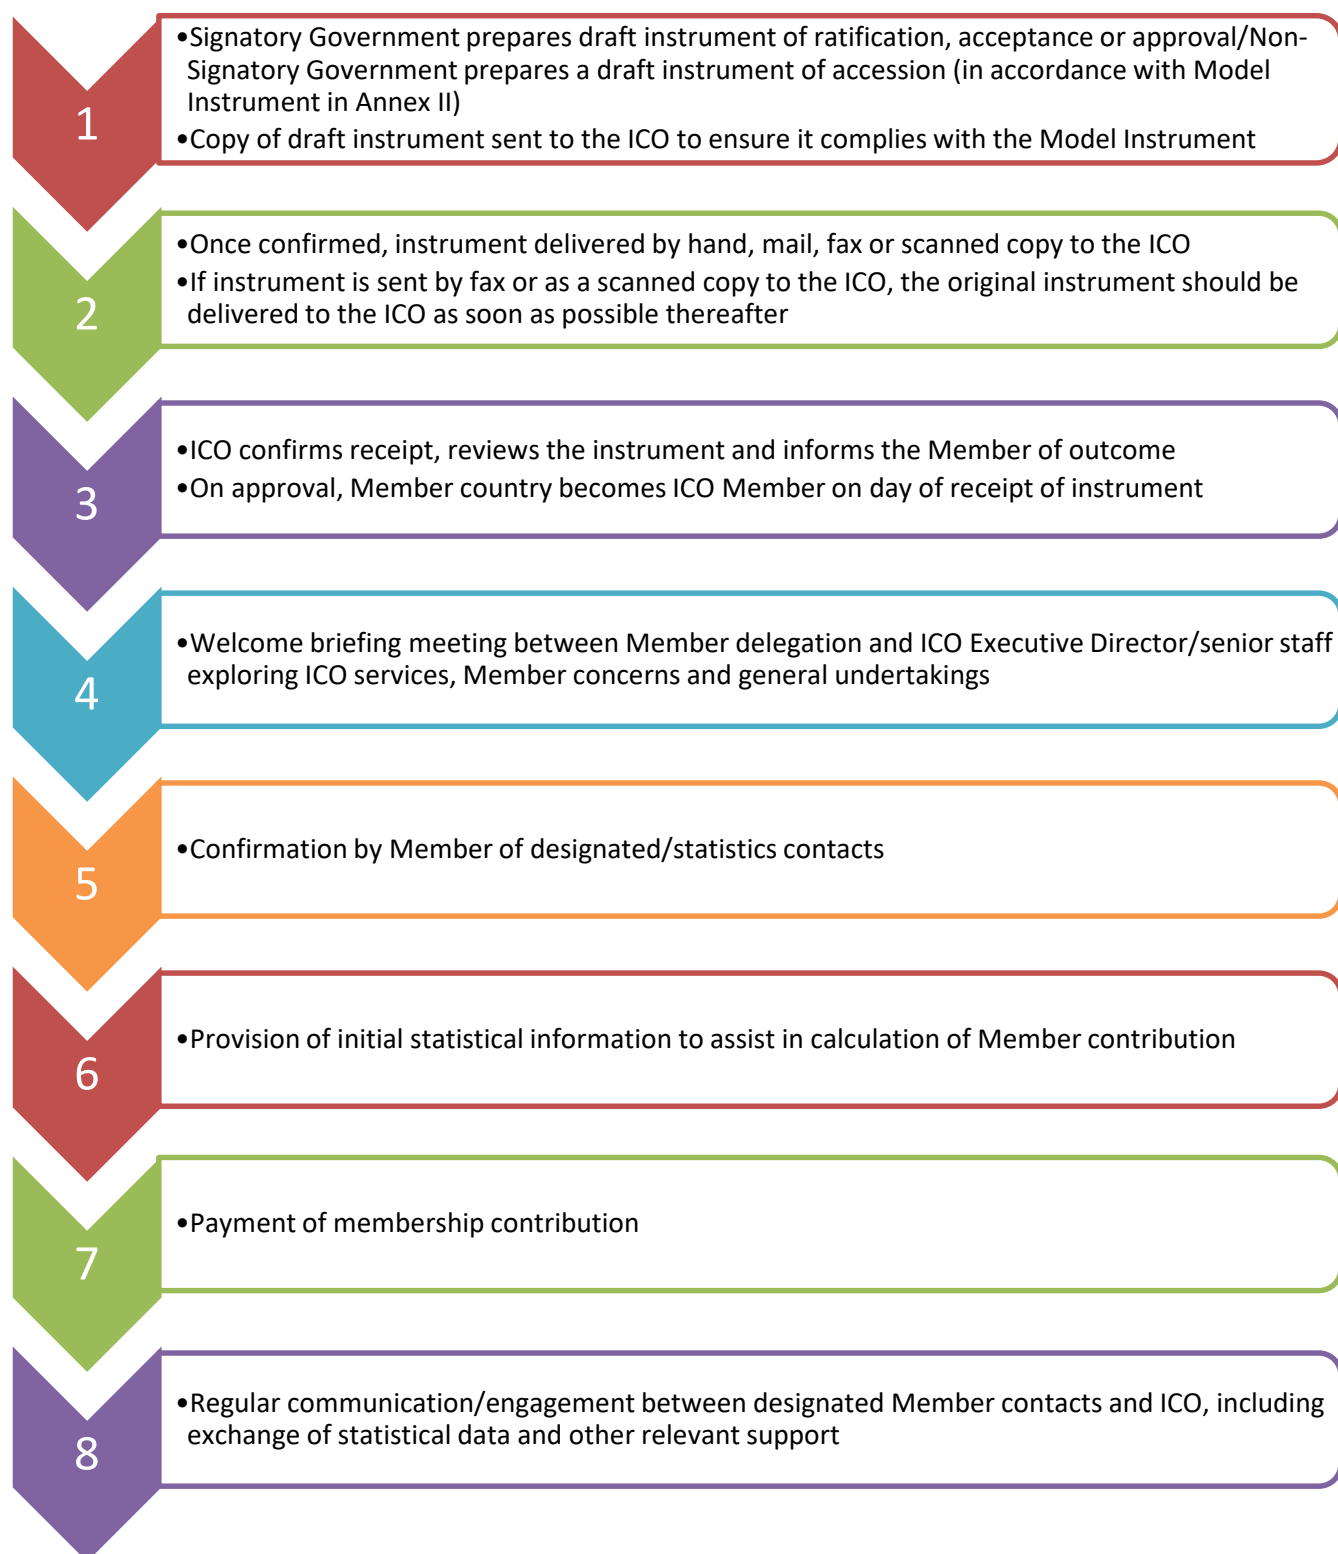 1
•Signatory Government prepares draft instrument of ratification, acceptance or approval/Non-
Signatory Government prepares a draft instrument of accession (in accordance with Model
Instrument in Annex II)
•Copy of draft instrument sent to the ICO to ensure it complies with the Model Instrument
2
•Once confirmed, instrument delivered by hand, mail, fax or scanned copy to the ICO
•If instrument is sent by fax or as a scanned copy to the ICO, the original instrument should be
delivered to the ICO as soon as possible thereafter
3
•ICO confirms receipt, reviews the instrument and informs the Member of outcome
•On approval, Member country becomes ICO Member on day of receipt of instrument
4
•Welcome briefing meeting between Member delegation and ICO Executive Director/senior staff
exploring ICO services, Member concerns and general undertakings
5
•Confirmation by Member of designated/statistics contacts
6
•Provision of initial statistical information to assist in calculation of Member contribution
7
•Payment of membership contribution
8
•Regular communication/engagement between designated Member contacts and ICO, including
exchange of statistical data and other relevant support